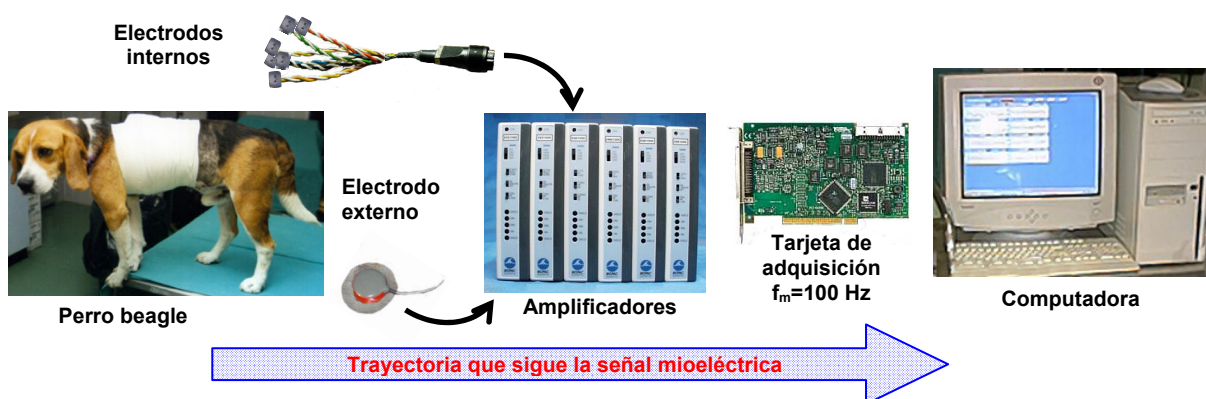 Electrodos
internos
Electrodo
externo
Perro beagle
Amplificadores
Tarjeta de
adquisición
fₘ=100 Hz
Computadora
Trayectoria que sigue la señal mioeléctrica